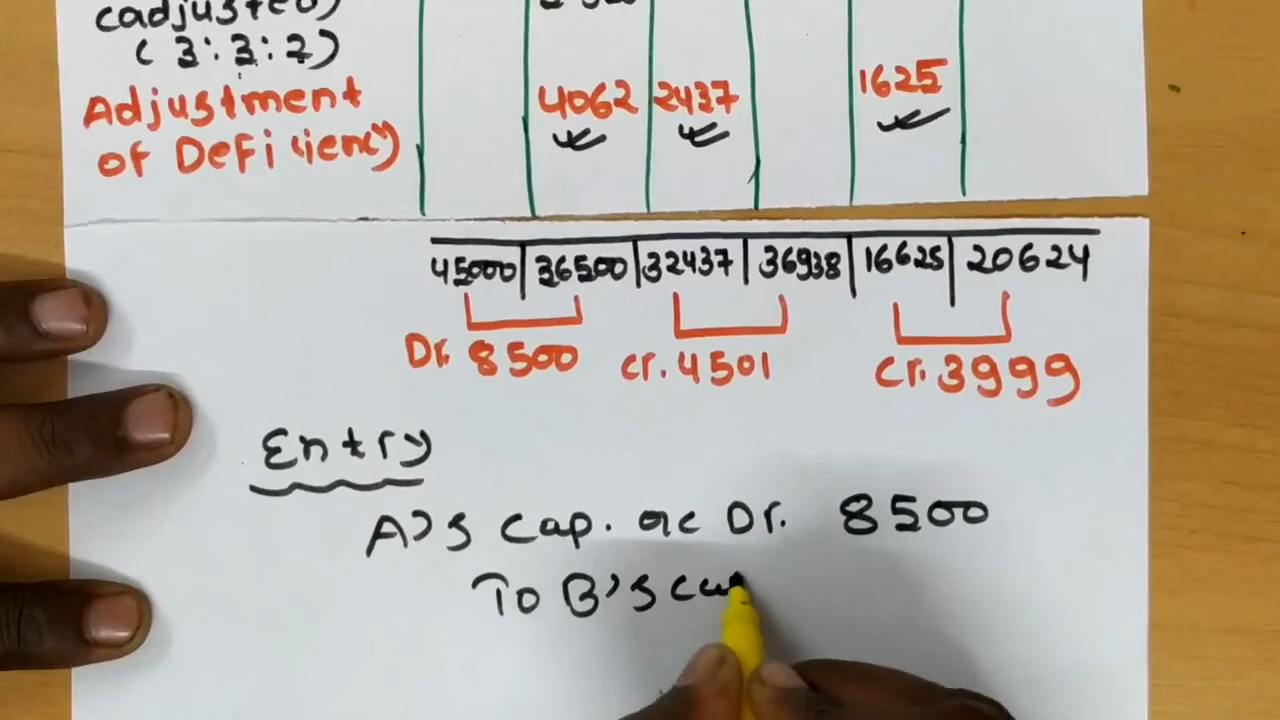 cadjusted)
( 3:3:2)
Adjustment
of Deficiency)
4062 2437 1625
45000 36500 32437 36938 16625 20624
Dr. 8500 cr. 4501 Cr. 3999
Entry
A's Cap. a/c Dr. 8500
To B's